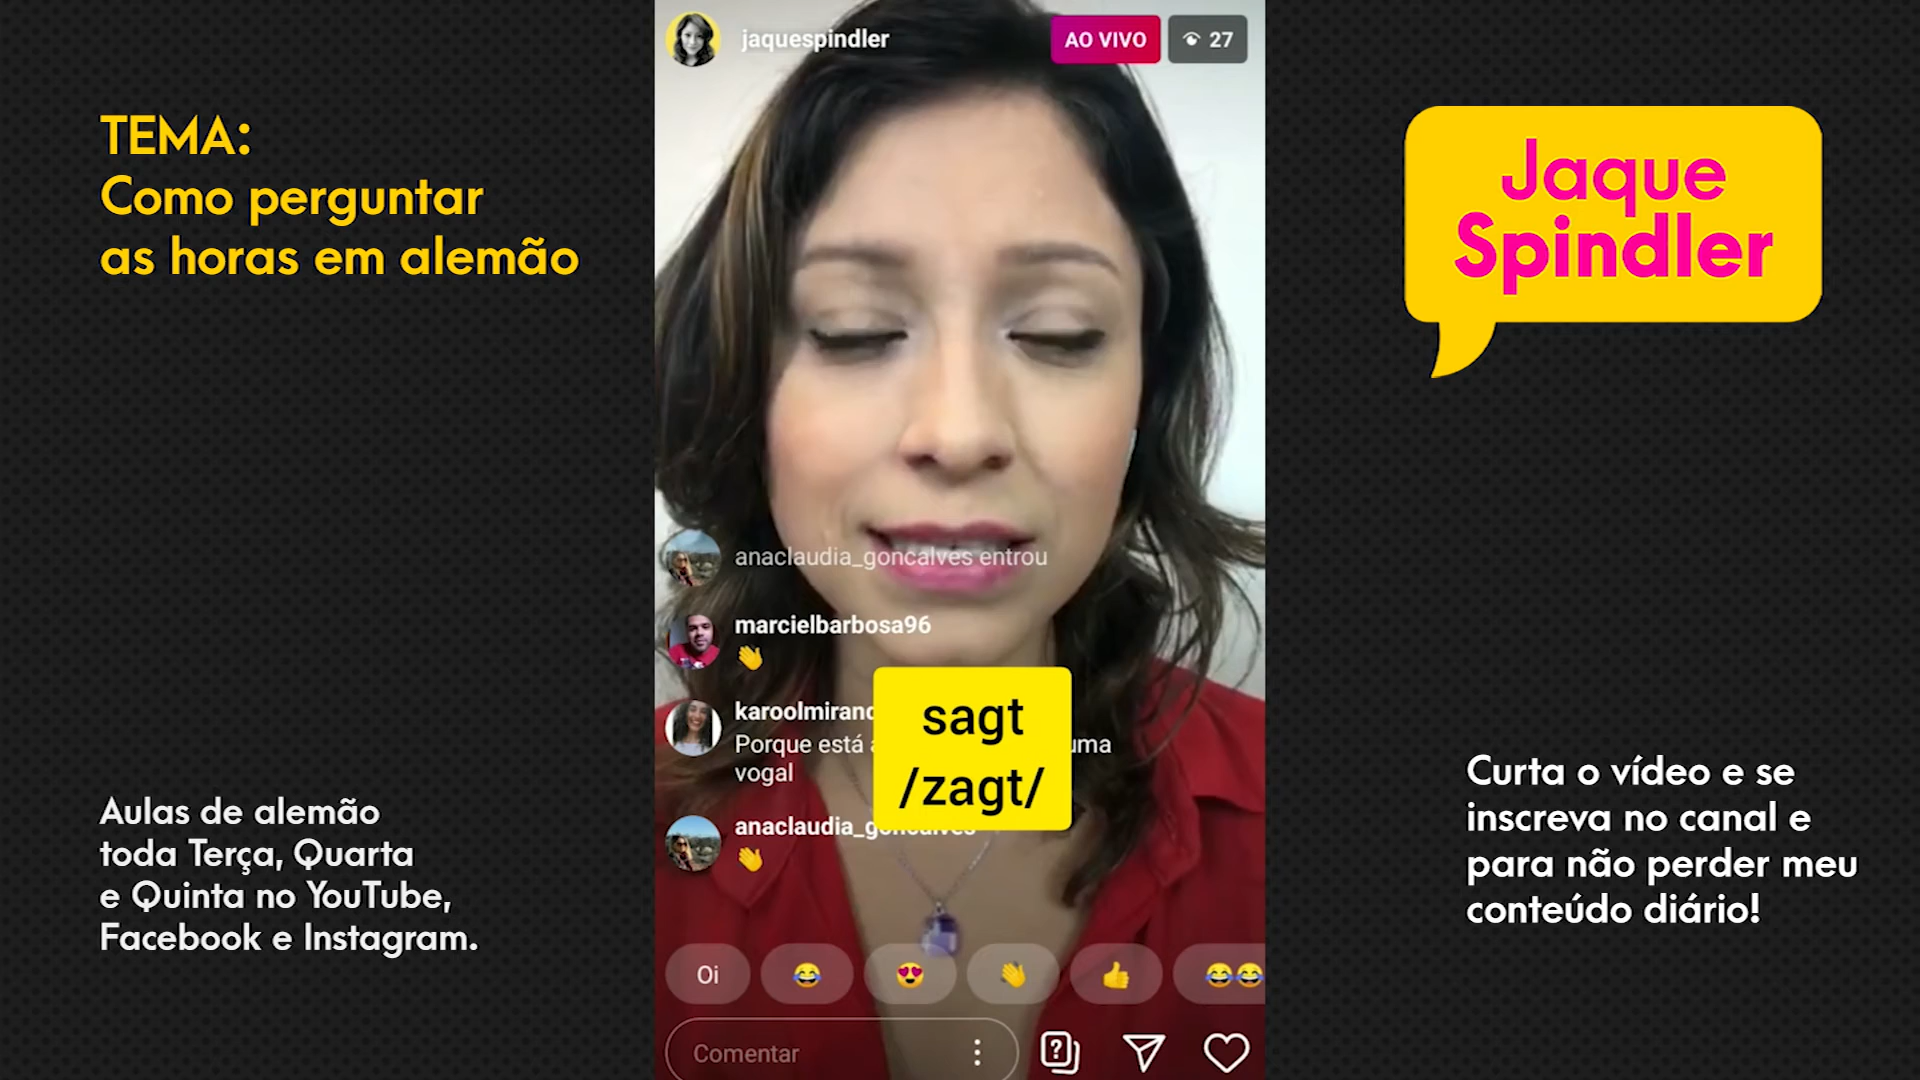 TEMA:
Como perguntar
as horas em alemão
Aulas de alemão
toda Terça, Quarta
e Quinta no YouTube,
Facebook e Instagram.
jaquespindler
AO VIVO
27
anaclaudia_goncalves entrou
marcielbarbosa96
👋
karoolmirand
Porque está uma
vogal
anaclaudia_goncalves
👋
sagt
/zagt/
Oi 😂 😍 👋 👍 😂😂
Comentar
Jaque
Spindler
Curta o vídeo e se
inscreva no canal e
para não perder meu
conteúdo diário!